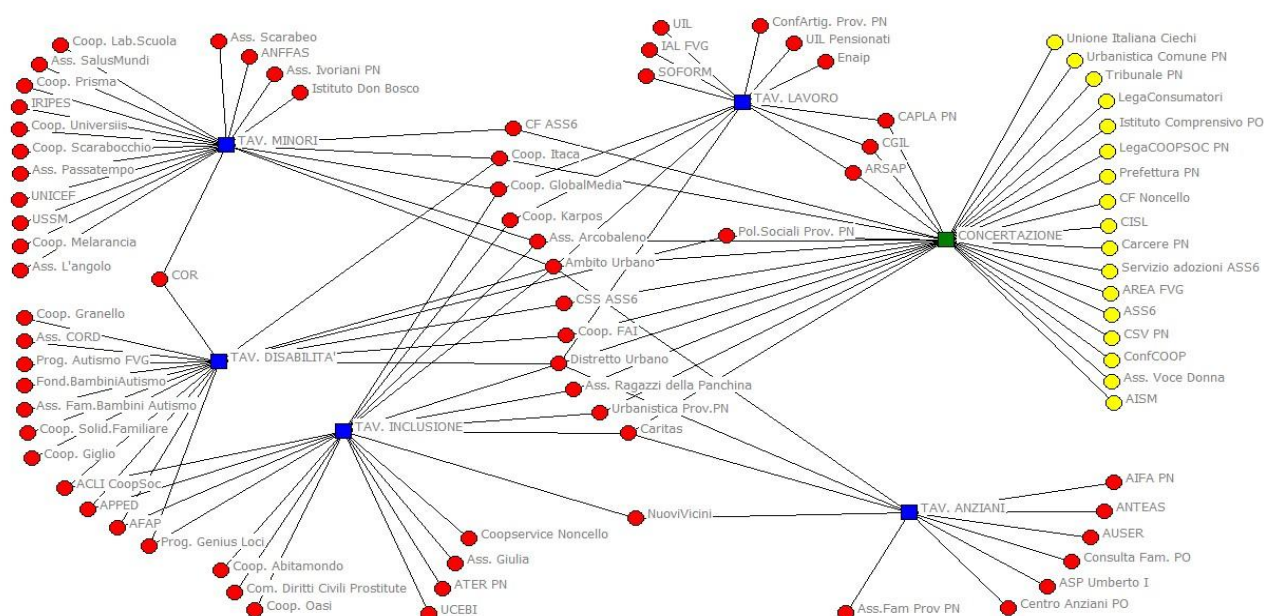 UIL
ConfArtig. Prov. PN
Coop. Lab.Scuola
Ass. Scarabeo
IAL FVG
UIL Pensionati
Unione Italiana Ciechi
Ass. SalusMundi
ANFFAS
Enaip
Urbanistica Comune PN
Coop. Prisma
Ass. Ivoriani PN
SOFORM
Tribunale PN
IRIPES
Istituto Don Bosco
TAV. LAVORO
LegaConsumatori
Coop. Universiis
CF ASS6
CAPLA PN
Istituto Comprensivo PO
Coop. Scarabocchio
TAV. MINORI
CGIL
LegaCOOPSOC PN
Ass. Passatempo
Coop. Itaca
ARSAP
Prefettura PN
UNICEF
Coop. GlobalMedia
CF Noncello
USSM
Coop. Karpos
CISL
Coop. Melarancia
Ass. Arcobaleno
Pol.Sociali Prov. PN
CONCERTAZIONE
Carcere PN
Ass. L'angolo
COR
Ambito Urbano
Servizio adozioni ASS6
AREA FVG
Coop. Granello
CSS ASS6
ASS6
Ass. CORD
Coop. FAI
CSV PN
Prog. Autismo FVG
TAV. DISABILITA'
Distretto Urbano
ConfCOOP
Fond.BambiniAutismo
Ass. Ragazzi della Panchina
Ass. Voce Donna
Ass. Fam.Bambini Autismo
Urbanistica Prov.PN
AISM
Coop. Solid.Familiare
TAV. INCLUSIONE
Caritas
Coop. Giglio
ACLI CoopSoc
AIFA PN
APPED
NuoviVicini
TAV. ANZIANI
ANTEAS
AFAP
Coopservice Noncello
AUSER
Prog. Genius Loci
Ass. Giulia
Consulta Fam. PO
Coop. Abitamondo
ATER PN
ASP Umberto I
Com. Diritti Civili Prostitute
UCEBI
Centro Anziani PO
Coop. Oasi
Ass.Fam Prov PN